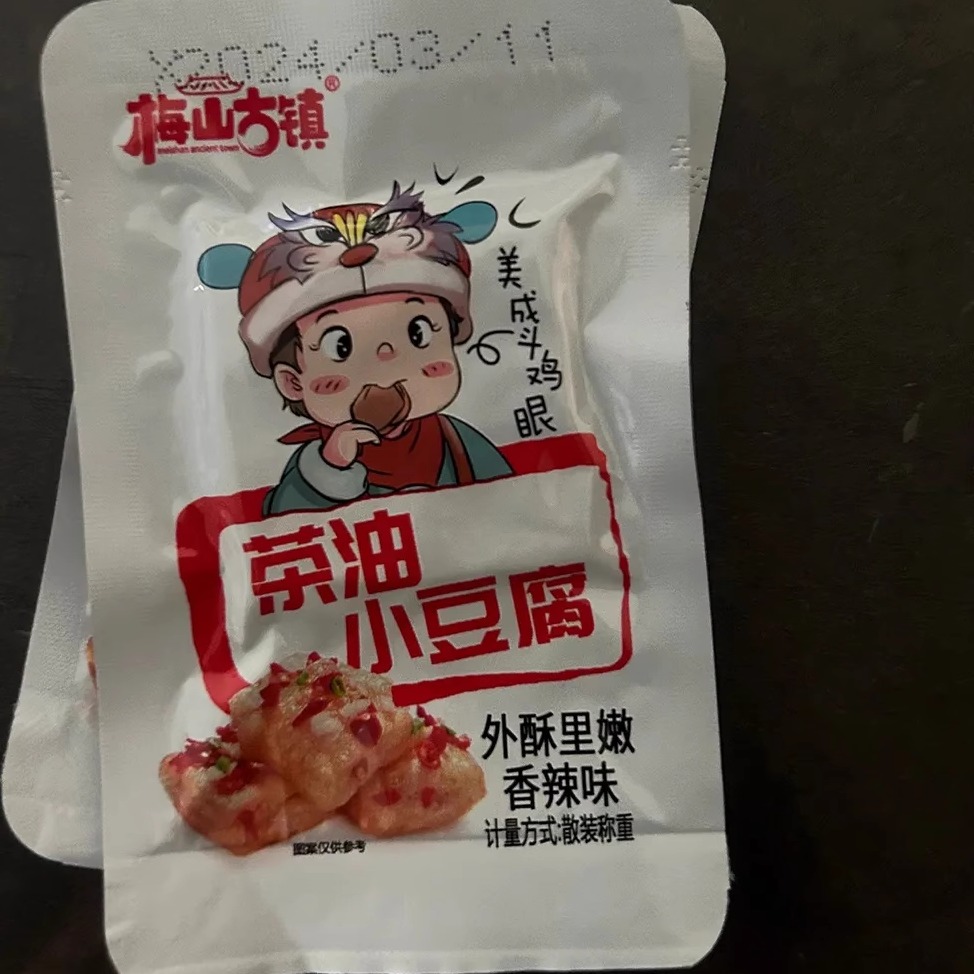 Y2024/03/11
梅山古镇®
meishan ancient town
美成斗鸡眼
茶油
小豆腐
外酥里嫩
香辣味
计量方式:散装称重
图案仅供参考